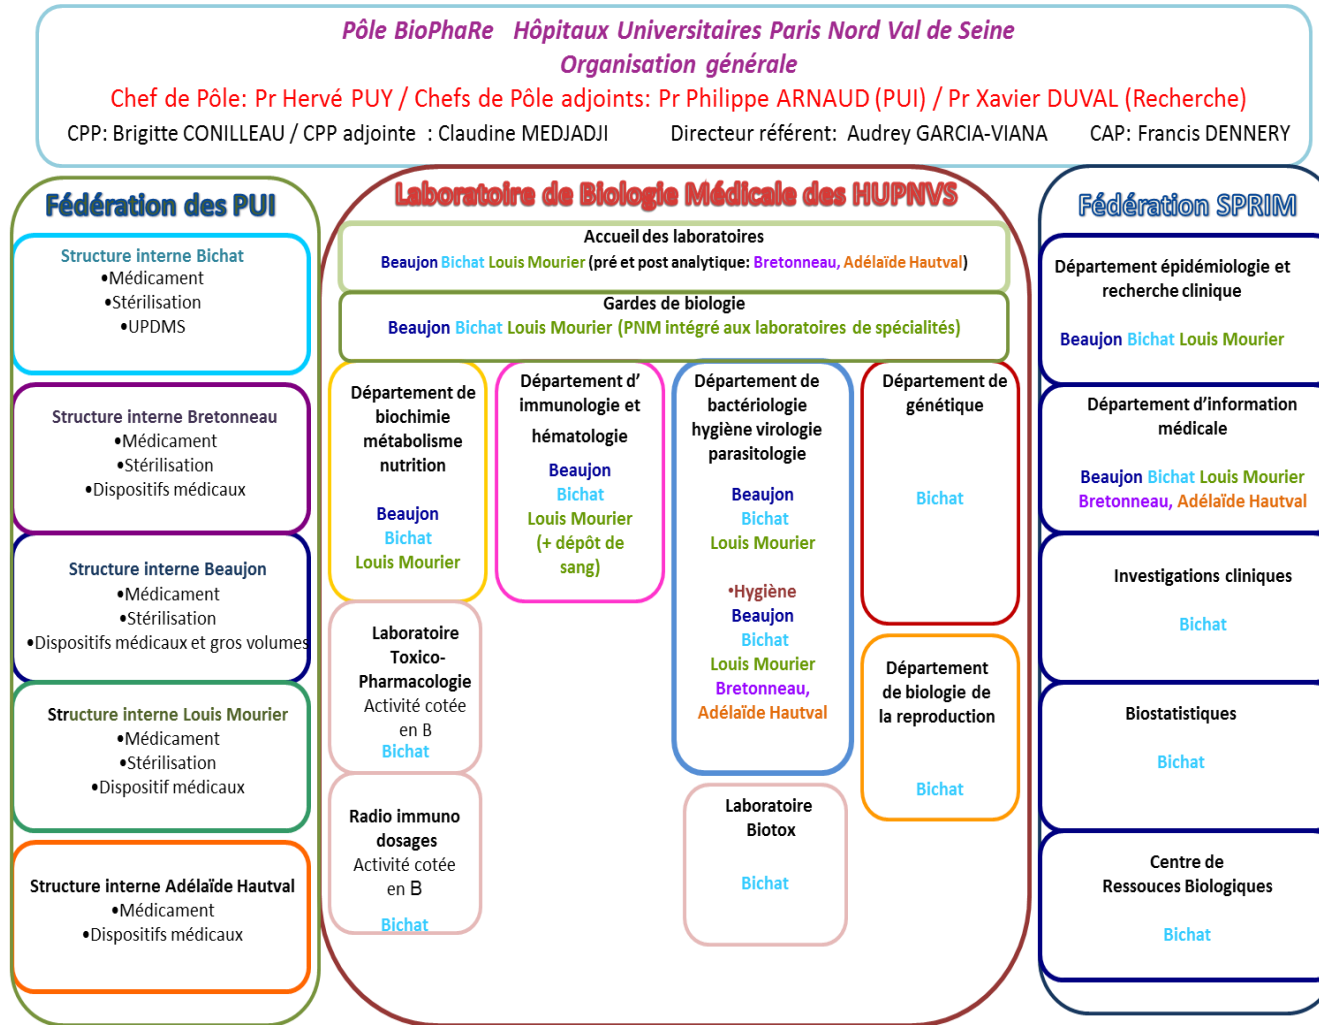 Pôle BioPhaRe Hôpitaux Universitaires Paris Nord Val de Seine
Organisation générale
Chef de Pôle: Pr Hervé PUY / Chefs de Pôle adjoints: Pr Philippe ARNAUD (PUI) / Pr Xavier DUVAL (Recherche)
CPP: Brigitte CONILLEAU / CPP adjointe : Claudine MEDJADJI Directeur référent: Audrey GARCIA-VIANA CAP: Francis DENNERY
Fédération des PUI
Structure interne Bichat
•Médicament
•Stérilisation
•UPDMS
Structure interne Bretonneau
•Médicament
•Stérilisation
•Dispositifs médicaux
Structure interne Beaujon
•Médicament
•Stérilisation
•Dispositifs médicaux et gros volumes
Structure interne Louis Mourier
•Médicament
•Stérilisation
•Dispositif médicaux
Structure interne Adélaïde Hautval
•Médicament
•Dispositifs médicaux
Laboratoire de Biologie Médicale des HUPNVS
Accueil des laboratoires
Beaujon Bichat Louis Mourier (pré et post analytique: Bretonneau, Adélaïde Hautval)
Gardes de biologie
Beaujon Bichat Louis Mourier (PNM intégré aux laboratoires de spécialités)
Département de
biochimie
métabolisme
nutrition
Beaujon
Bichat
Louis Mourier
Laboratoire
Toxico-
Pharmacologie
Activité cotée
en B
Bichat
Radio immuno
dosages
Activité cotée
en B
Bichat
Département d'
immunologie et
hématologie
Beaujon
Bichat
Louis Mourier
(+ dépôt de
sang)
Département de
bactériologie
hygiène virologie
parasitologie
Beaujon
Bichat
Louis Mourier
•Hygiène
Beaujon
Bichat
Louis Mourier
Bretonneau,
Adélaïde Hautval
Laboratoire
Biotox
Bichat
Département de
génétique
Bichat
Département
de biologie de
la reproduction
Bichat
Fédération SPRIM
Département épidémiologie et
recherche clinique
Beaujon Bichat Louis Mourier
Département d'information
médicale
Beaujon Bichat Louis Mourier
Bretonneau, Adélaïde Hautval
Investigations cliniques
Bichat
Biostatistiques
Bichat
Centre de
Ressouces Biologiques
Bichat